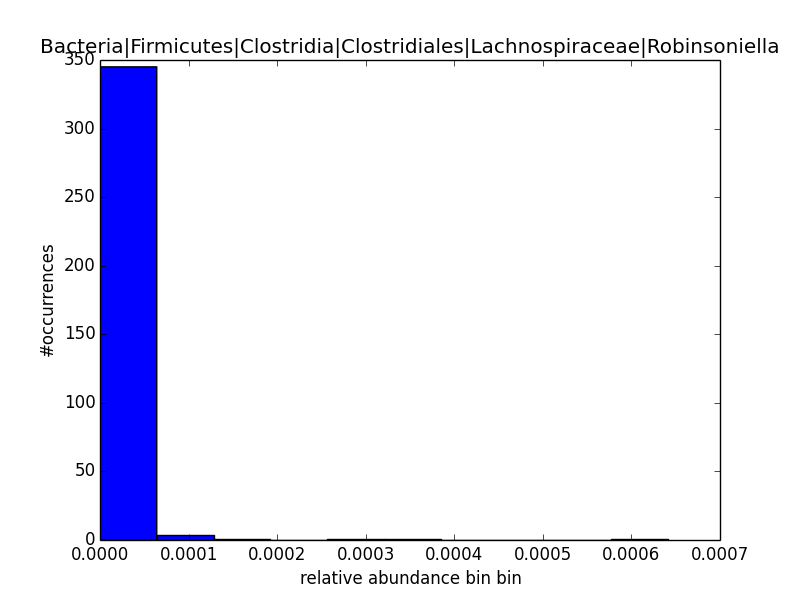 Bacteria|Firmicutes|Clostridia|Clostridiales|Lachnospiraceae|Robinsoniella
350
300
250
200
150
100
50
0
#occurrences
0.0000 0.0001 0.0002 0.0003 0.0004 0.0005 0.0006 0.0007
relative abundance bin bin